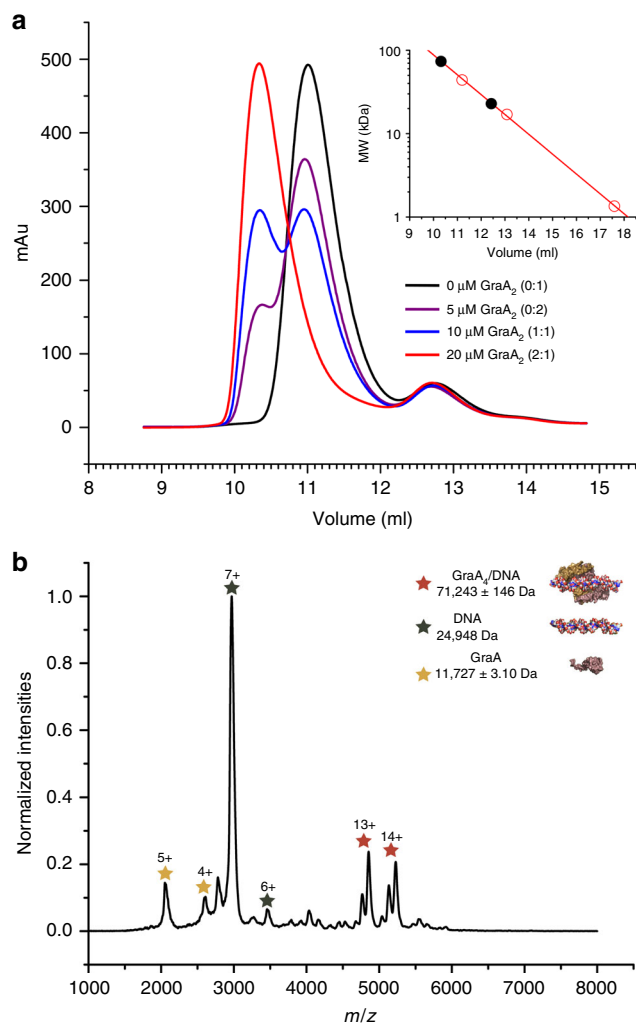 a
500
400
300
200
100
0
mAu
8
9
10
11
12
13
14
15
Volume (ml)
100
10
1
MW (kDa)
9 10 11 12 13 14 15 16 17 18
Volume (ml)
0 µM GraA2 (0:1)
5 µM GraA2 (0:2)
10 µM GraA2 (1:1)
20 µM GraA2 (2:1)
b
1.0
0.8
0.6
0.4
0.2
0.0
Normalized intensities
7+
5+
4+
6+
13+
14+
GraA4/DNA
71,243 ± 146 Da
DNA
24,948 Da
GraA
11,727 ± 3.10 Da
1000 2000 3000 4000 5000 6000 7000 8000
m/z